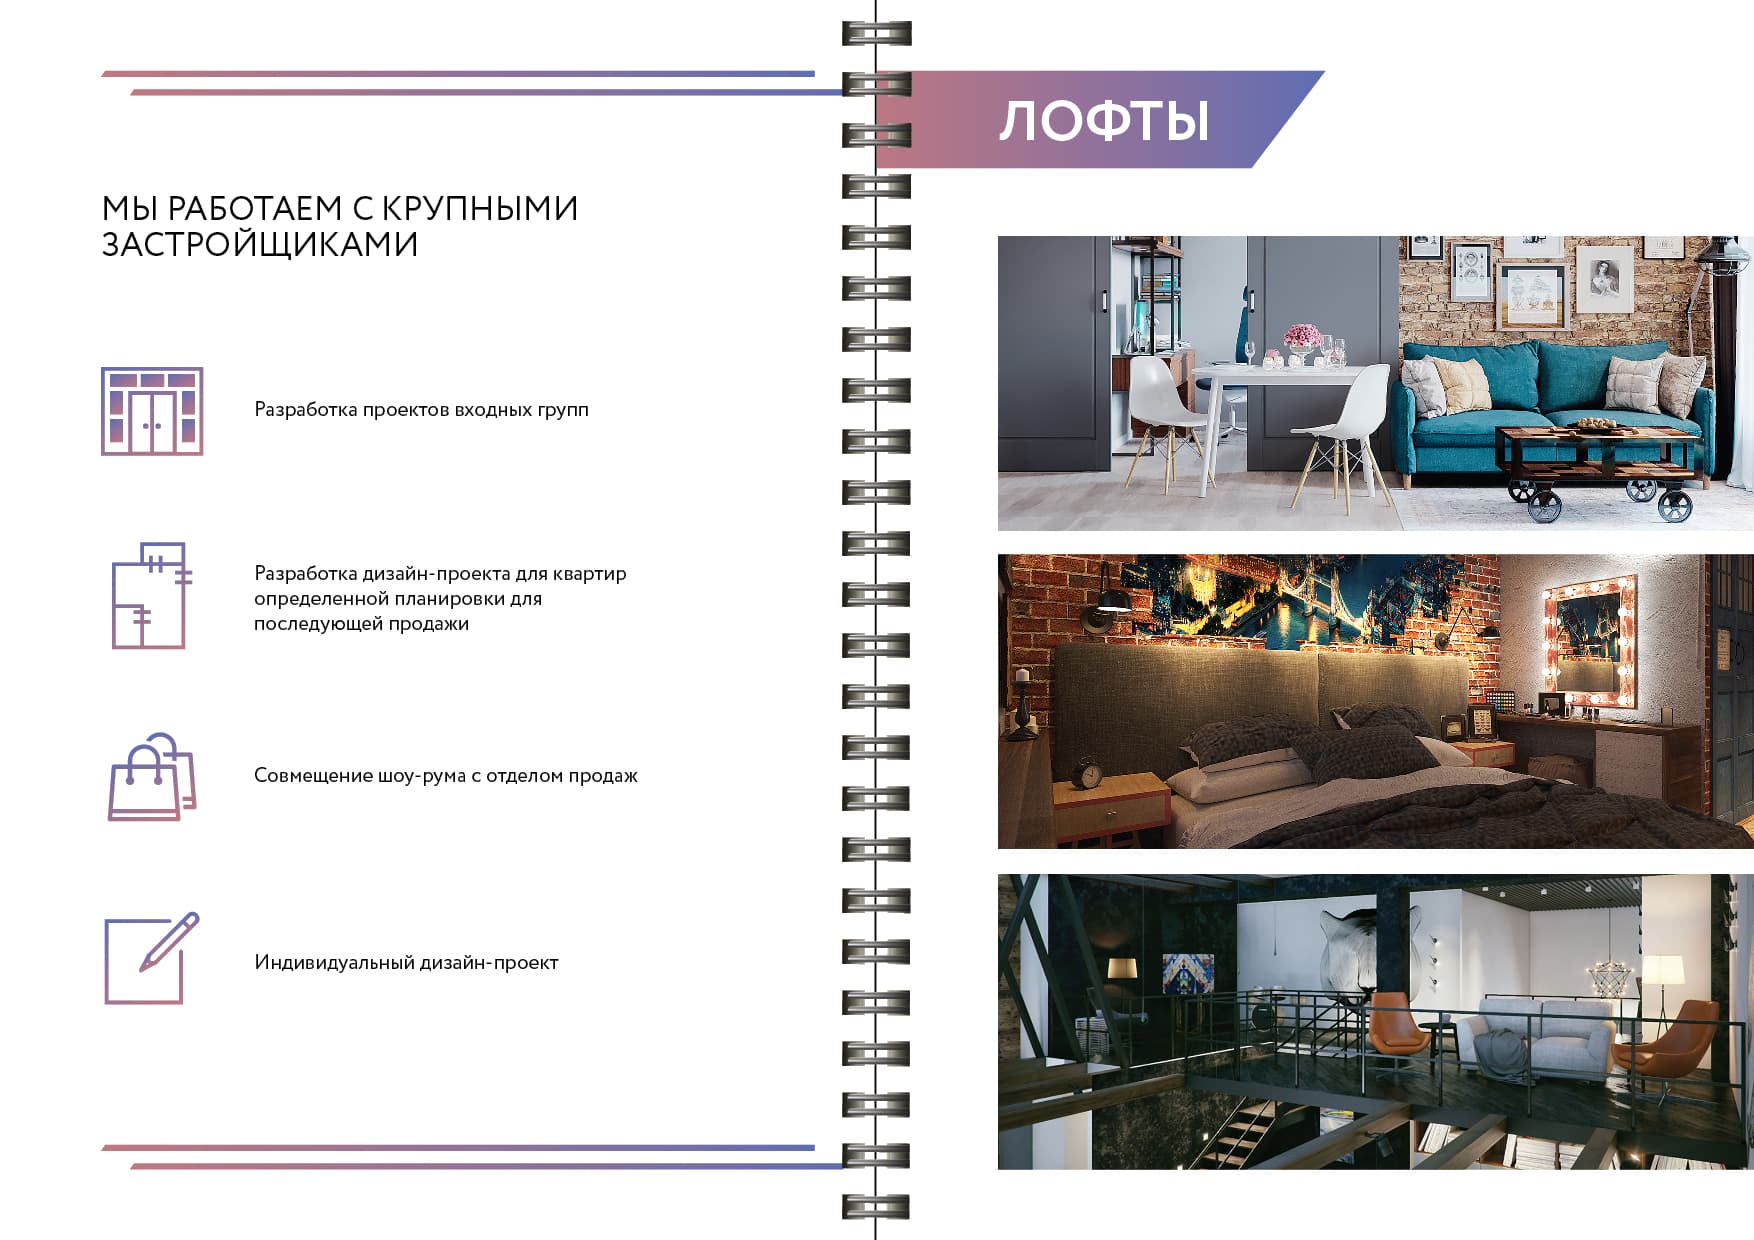 МЫ РАБОТАЕМ С КРУПНЫМИ
ЗАСТРОЙЩИКАМИ
Разработка проектов входных групп
Разработка дизайн-проекта для квартир
определенной планировки для
последующей продажи
Совмещение шоу-рума с отделом продаж
Индивидуальный дизайн-проект
ЛОФТЫ